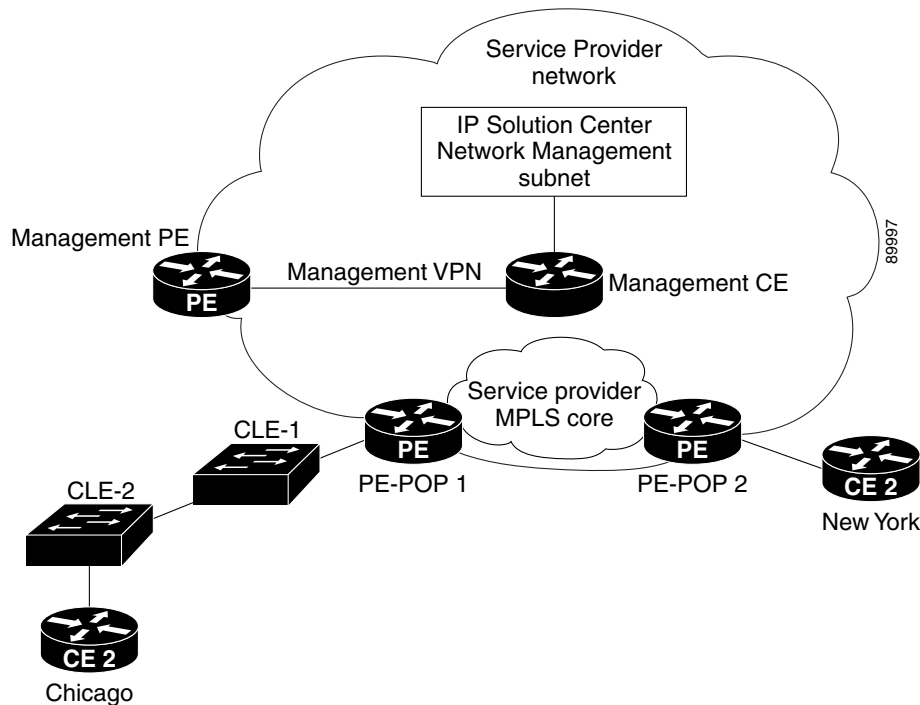 Service Provider
network
IP Solution Center
Network Management
subnet
89997
Management PE
PE
Management VPN
Management CE
Service provider
MPLS core
CLE-1
PE
PE
CLE-2
PE-POP 1
PE-POP 2
CE 2
New York
CE 2
Chicago